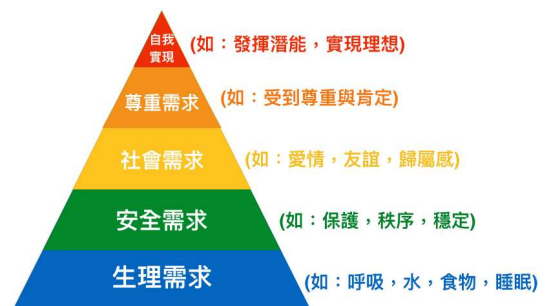 自我
實現
(如：發揮潛能，實現理想)
尊重需求
(如：受到尊重與肯定)
社會需求
(如：愛情，友誼，歸屬感)
安全需求
(如：保護，秩序，穩定)
生理需求
(如：呼吸，水，食物，睡眠)